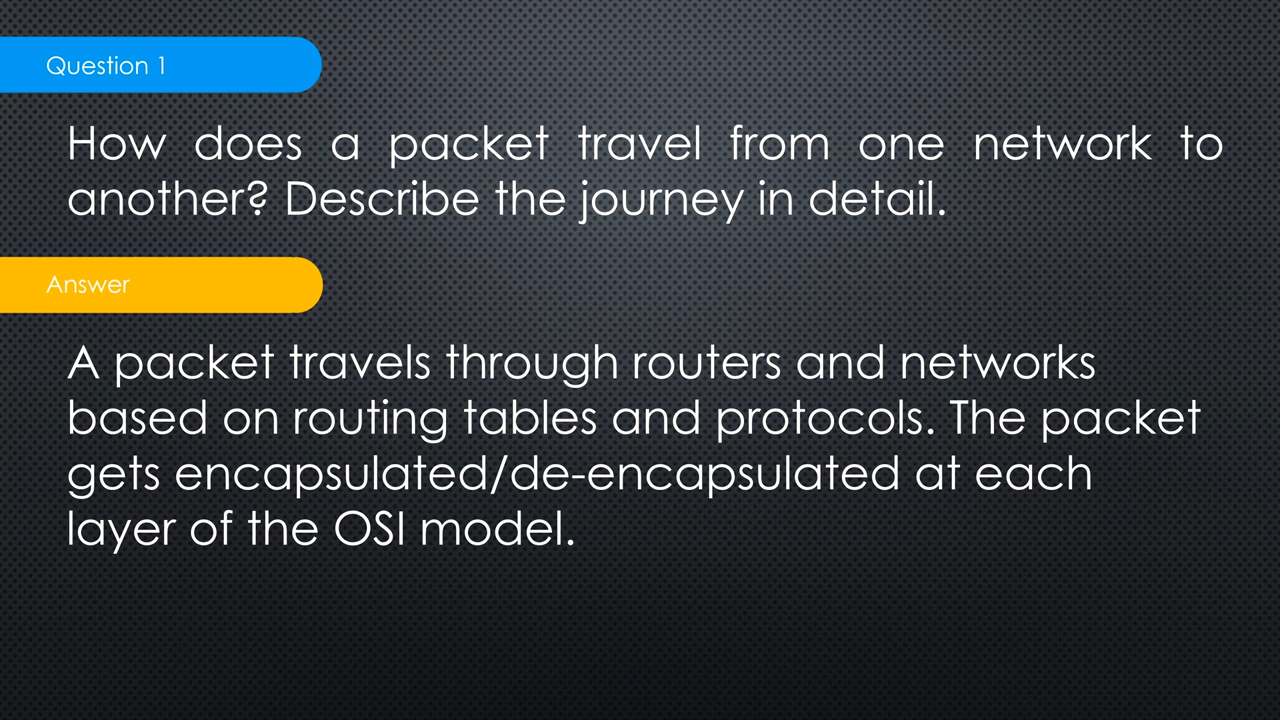 Question 1
How does a packet travel from one network to
another? Describe the journey in detail.
Answer
A packet travels through routers and networks
based on routing tables and protocols. The packet
gets encapsulated/de-encapsulated at each
layer of the OSI model.